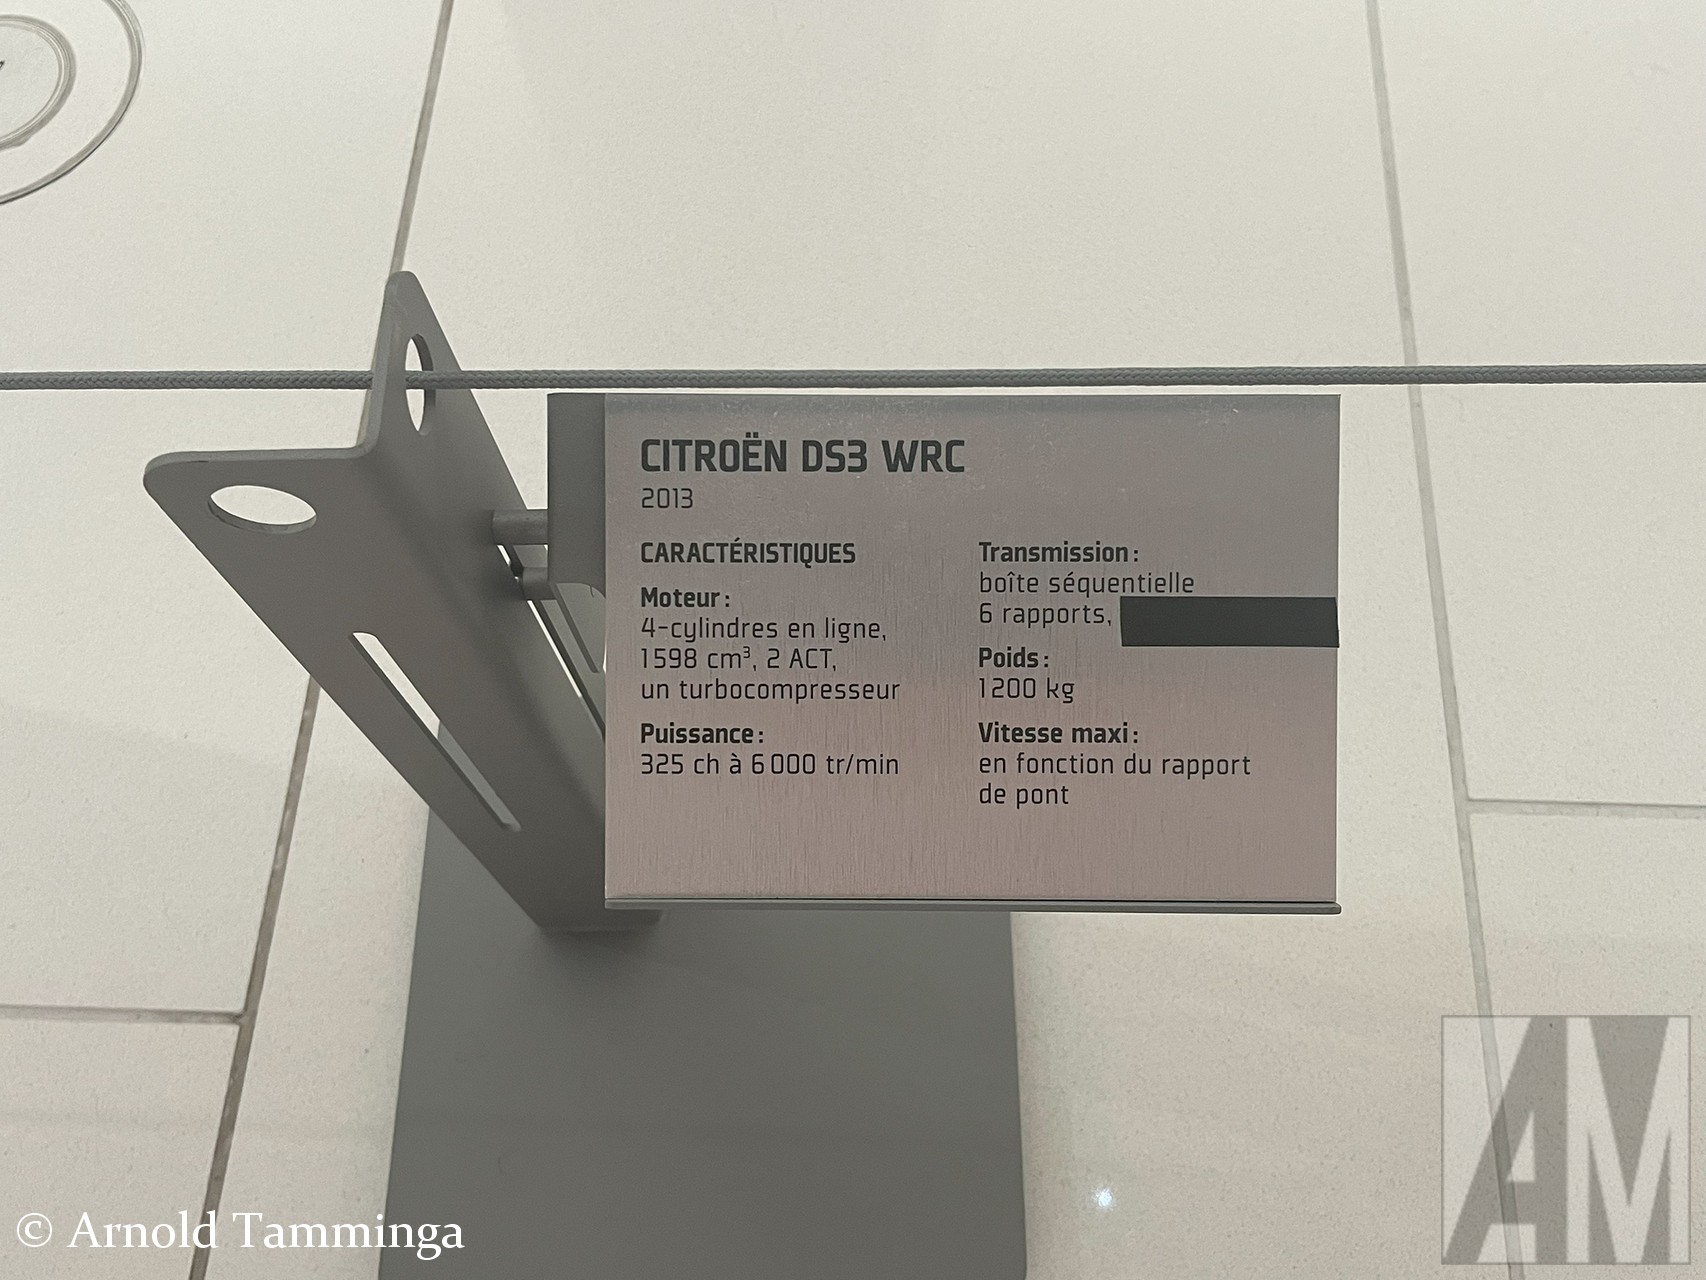 CITROËN DS3 WRC
2013
CARACTÉRISTIQUES
Moteur :
4-cylindres en ligne,
1598 cm³, 2 ACT,
un turbocompresseur
Puissance :
325 ch à 6 000 tr/min
Transmission :
boîte séquentielle
6 rapports,
Poids :
1200 kg
Vitesse maxi :
en fonction du rapport
de pont
© Arnold Tamminga
AM